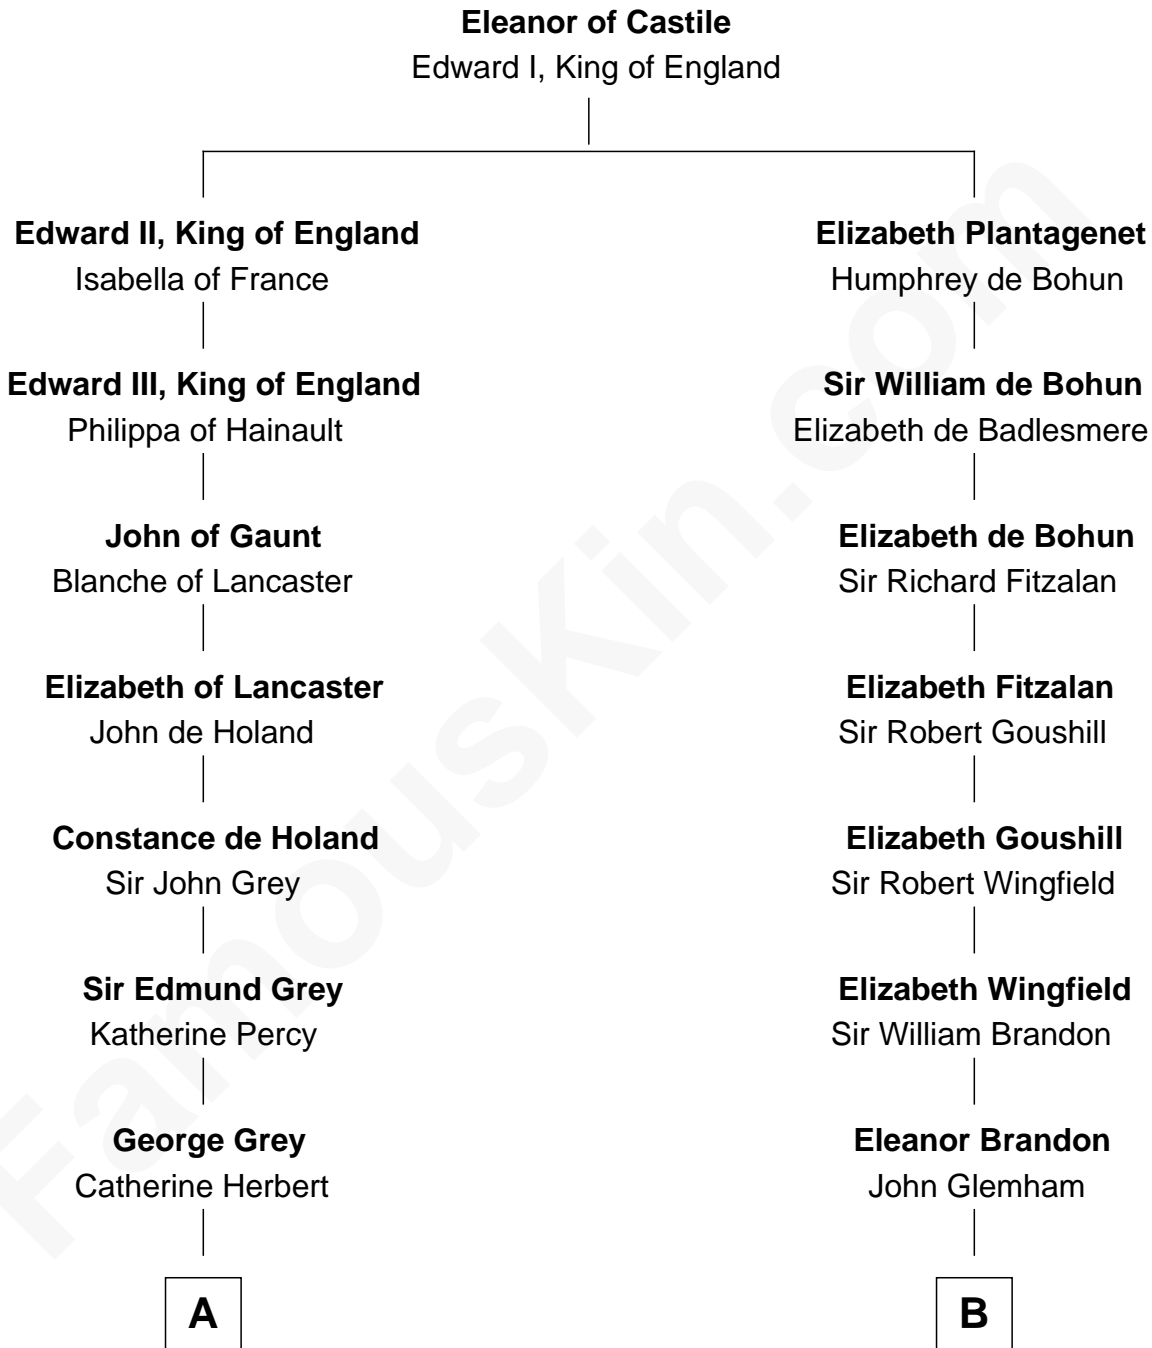 Eleanor of Castile
Edward I, King of England
Edward II, King of England
Isabella of France
Elizabeth Plantagenet
Humphrey de Bohun
Edward III, King of England
Philippa of Hainault
Sir William de Bohun
Elizabeth de Badlesmere
John of Gaunt
Blanche of Lancaster
Elizabeth de Bohun
Sir Richard Fitzalan
Elizabeth of Lancaster
John de Holand
Elizabeth Fitzalan
Sir Robert Goushill
Constance de Holand
Sir John Grey
Elizabeth Goushill
Sir Robert Wingfield
Sir Edmund Grey
Katherine Percy
Elizabeth Wingfield
Sir William Brandon
George Grey
Catherine Herbert
Eleanor Brandon
John Glemham
A
B
FamousKin.com